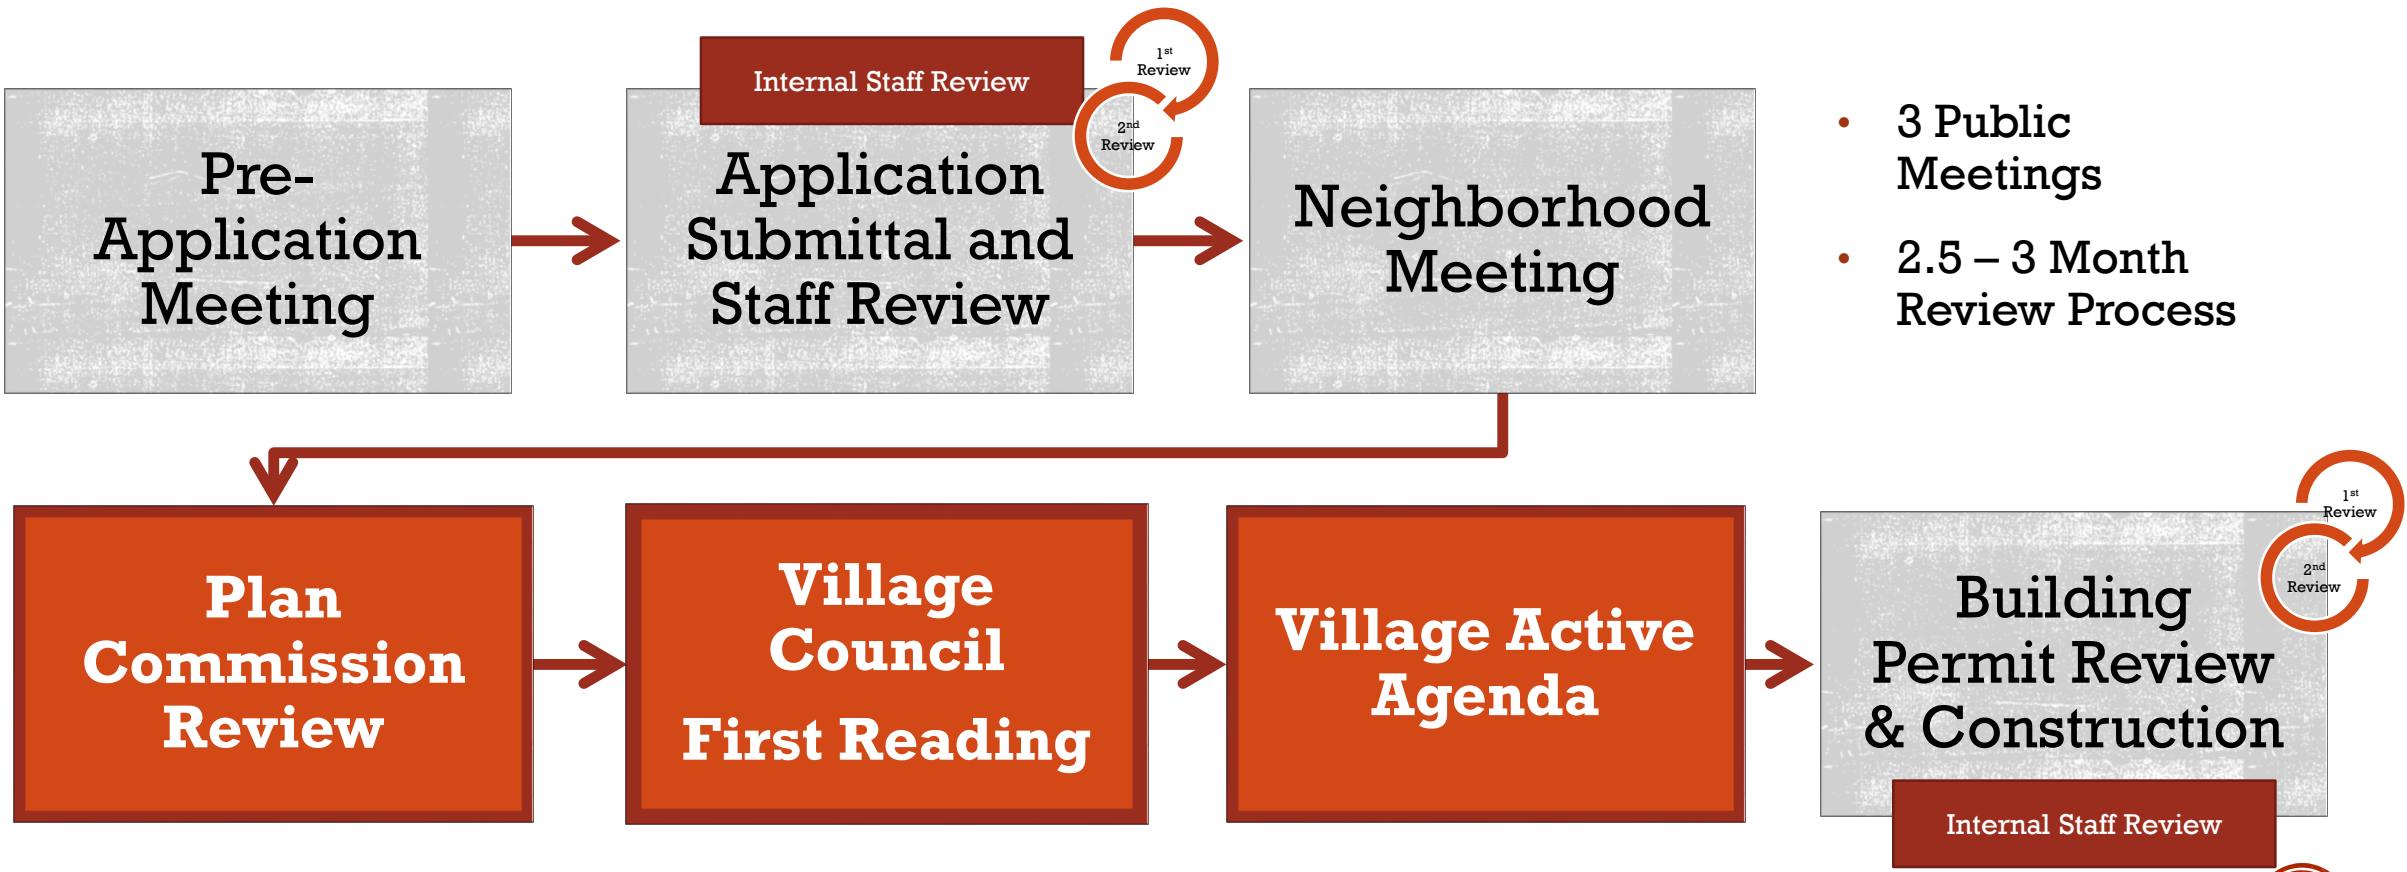 Internal Staff Review
1st
Review
2nd
Review
Pre-
Application
Meeting
Application
Submittal and
Staff Review
Neighborhood
Meeting
• 3 Public
Meetings
• 2.5 – 3 Month
Review Process
Plan
Commission
Review
Village
Council
First Reading
Village Active
Agenda
1st
Review
2nd
Review
Building
Permit Review
& Construction
Internal Staff Review